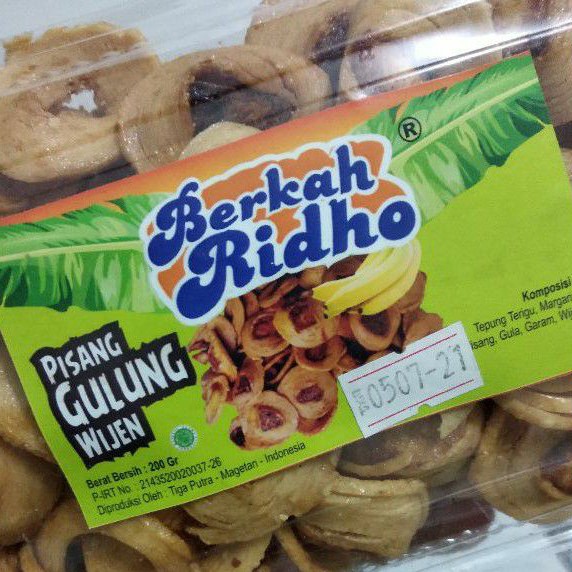 Berkah
Ridho
®
PISANG
GULUNG
WIJEN
Berat Bersih : 200 Gr
P-IRT No : 2143520020037-26
Diproduksi Oleh : Tiga Putra - Magetan - Indonesia
Komposisi
Tepung Terigu, Margar
isang, Gula, Garam, Wij
0507-21